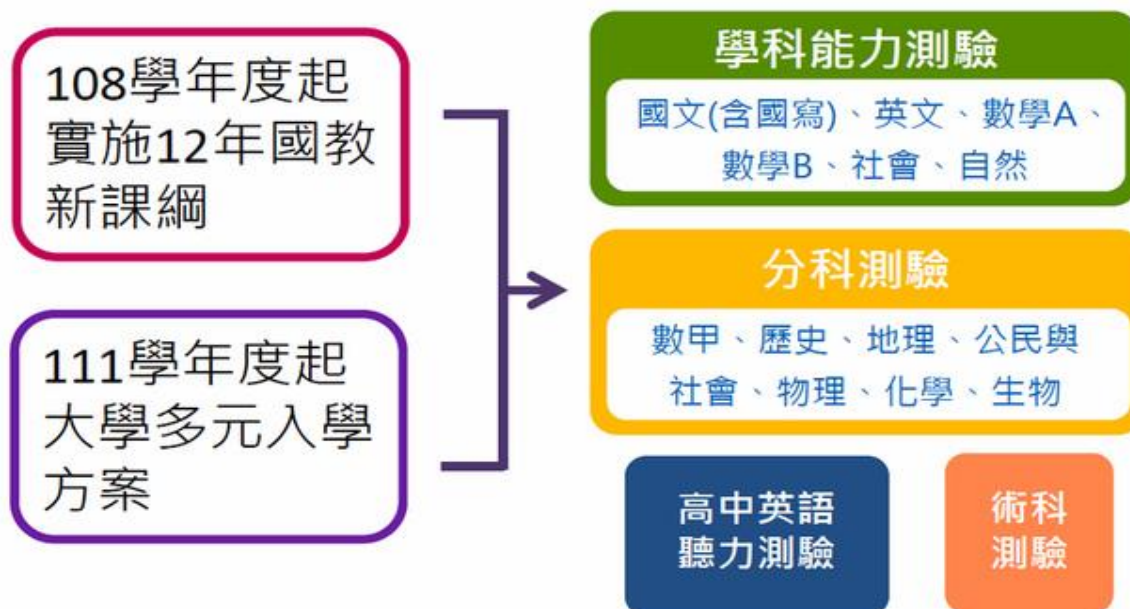 108學年度起
實施12年國教
新課綱
111學年度起
大學多元入學
方案
學科能力測驗
國文(含國寫)、英文、數學A、
數學B、社會、自然
分科測驗
數甲、歷史、地理、公民與
社會、物理、化學、生物
高中英語
聽力測驗
術科
測驗